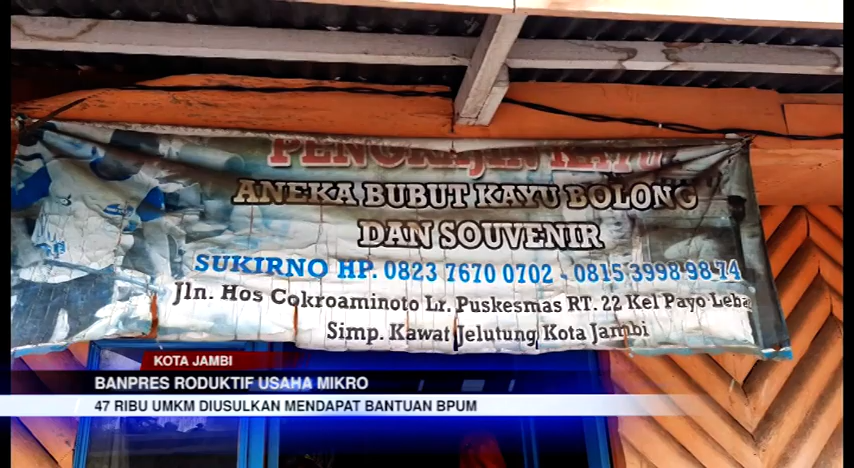 PENGRAJIN KAYU
ANEKA BUBUT KAYU BOLONG
DAN SOUVENIR
SUKIRNO HP. 0823 7670 0702 - 0815 3998 98 74
Jln. Hos Cokroaminoto Lr. Puskesmas RT. 22 Kel Payo Leba
Simp. Kawat Jelutung Kota Jambi
KOTA JAMBI
BANPRES RODUKTIF USAHA MIKRO
47 RIBU UMKM DIUSULKAN MENDAPAT BANTUAN BPUM